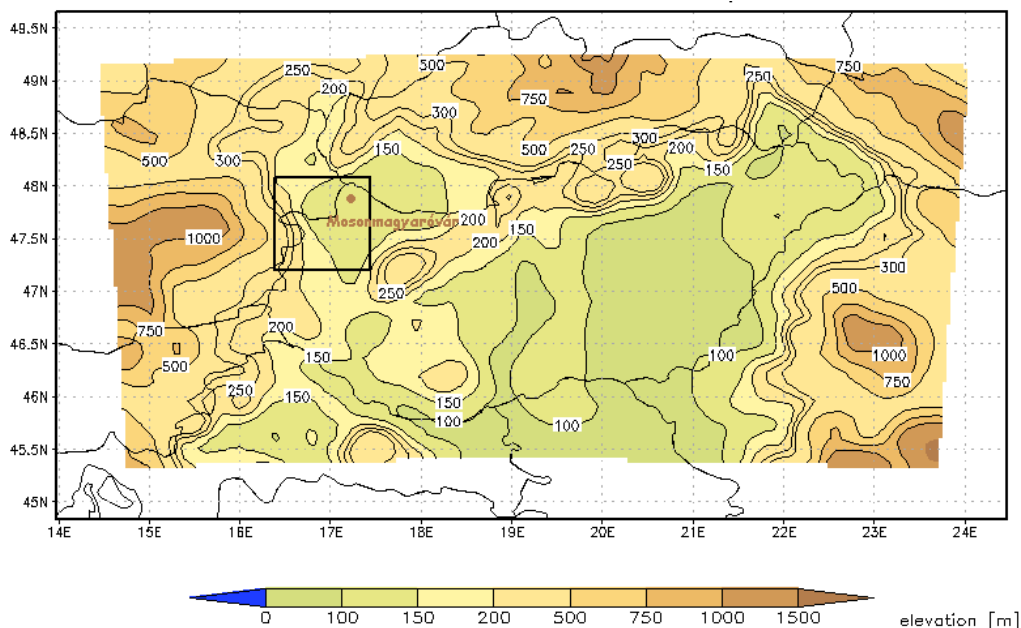 49.5N
750
250 300 250
49N
200 750
300
48.5N
300
500 250 200
500 300 150 250 150
48N
Mosonmagyaróvár 200
150
47.5N
1000 200
300
47N
250 500
750 200
46.5N
150 100 1000
500
750
46N
250 150 150
100 100
45.5N
45N
14E 15E 16E 17E 18E 19E 20E 21E 22E 23E 24E
0 100 150 200 500 750 1000 1500
elevation [m]